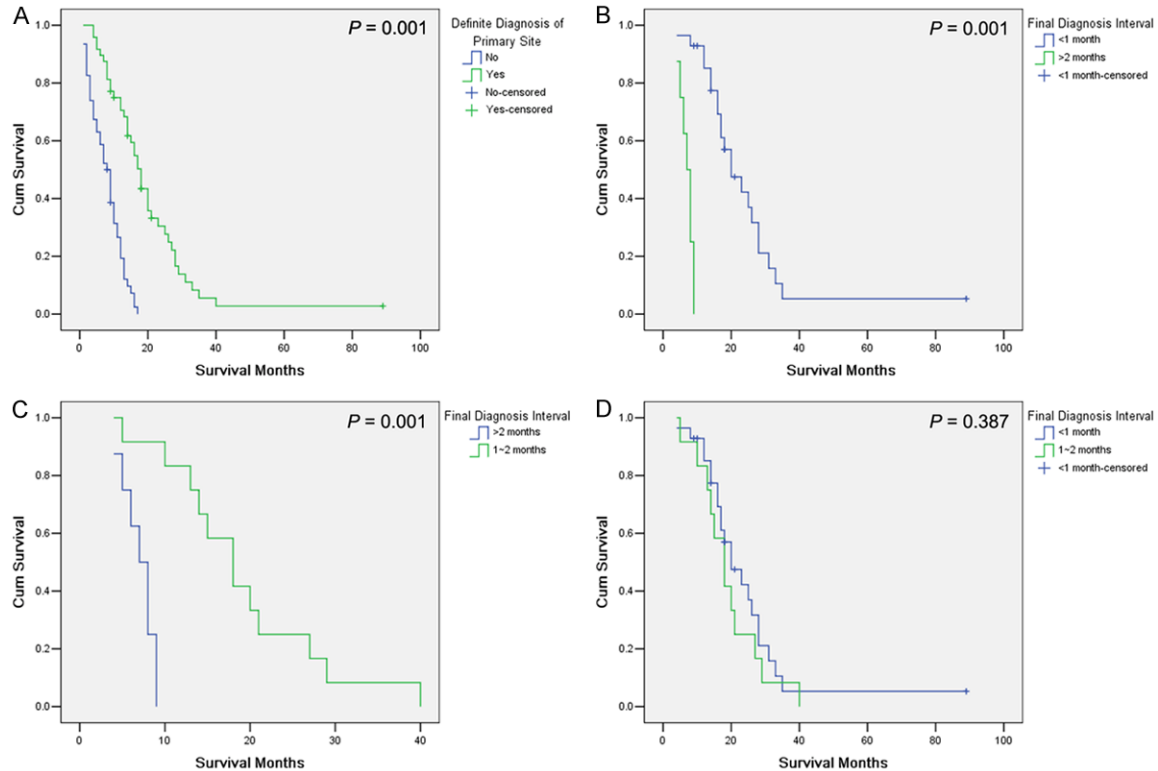 A
P = 0.001
Definite Diagnosis of
Primary Site
No
Yes
No-censored
Yes-censored
Cum Survival
1.0
0.8
0.6
0.4
0.2
0.0
0 20 40 60 80 100
Survival Months
B
P = 0.001
Final Diagnosis Interval
<1 month
>2 months
<1 month-censored
Cum Survival
1.0
0.8
0.6
0.4
0.2
0.0
0 20 40 60 80 100
Survival Months
C
P = 0.001
Final Diagnosis Interval
>2 months
1~2 months
Cum Survival
1.0
0.8
0.6
0.4
0.2
0.0
0 10 20 30 40
Survival Months
D
P = 0.387
Final Diagnosis Interval
<1 month
1~2 months
<1 month-censored
Cum Survival
1.0
0.8
0.6
0.4
0.2
0.0
0 20 40 60 80 100
Survival Months